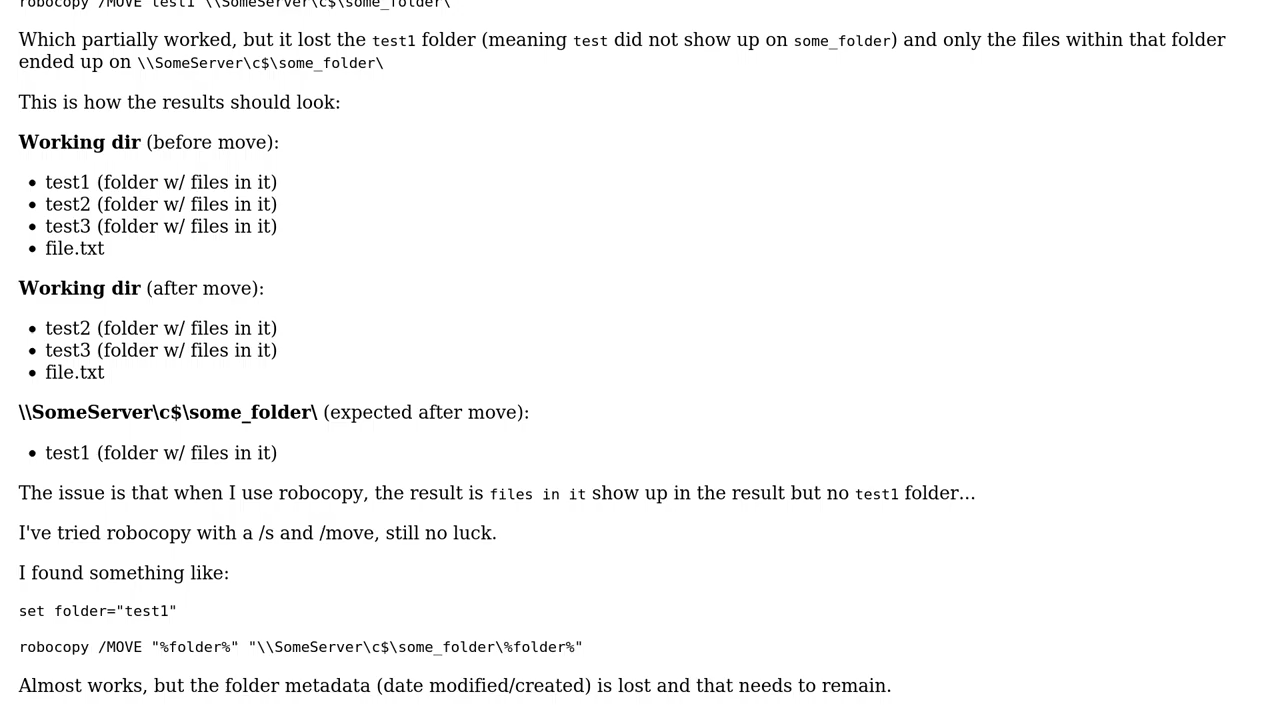 robocopy /MOVE test1 \\SomeServer\c$\some_folder\
Which partially worked, but it lost the test1 folder (meaning test did not show up on some_folder) and only the files within that folder
ended up on \\SomeServer\c$\some_folder\
This is how the results should look:
Working dir (before move):
• test1 (folder w/ files in it)
• test2 (folder w/ files in it)
• test3 (folder w/ files in it)
• file.txt
Working dir (after move):
• test2 (folder w/ files in it)
• test3 (folder w/ files in it)
• file.txt
\\SomeServer\c$\some_folder\ (expected after move):
• test1 (folder w/ files in it)
The issue is that when I use robocopy, the result is files in it show up in the result but no test1 folder...
I've tried robocopy with a /s and /move, still no luck.
I found something like:
set folder="test1"
robocopy /MOVE "%folder%" "\\SomeServer\c$\some_folder\%folder%"
Almost works, but the folder metadata (date modified/created) is lost and that needs to remain.